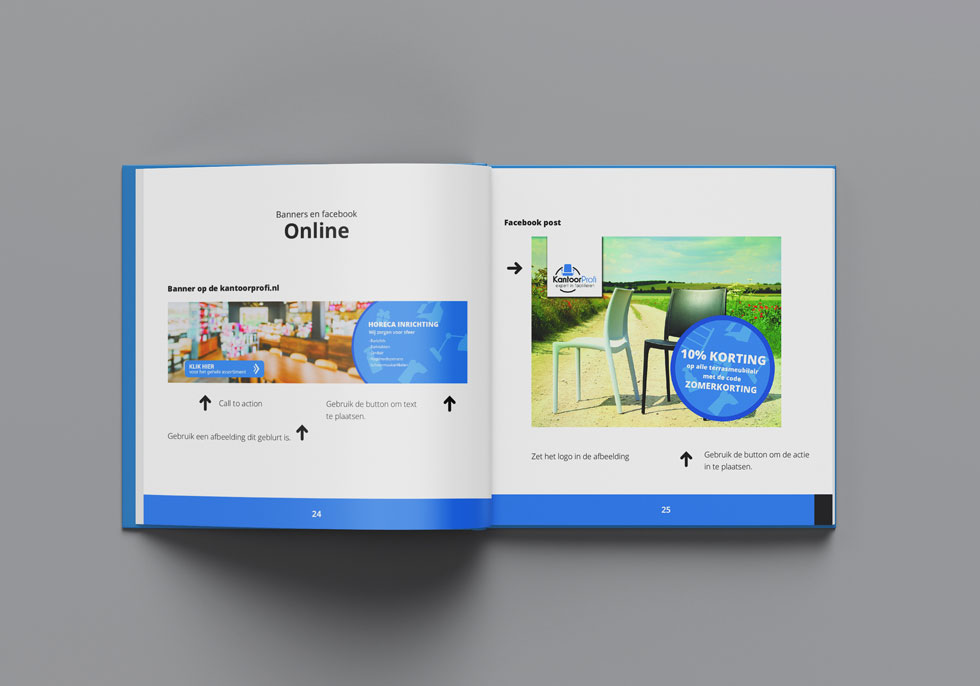 Banners en facebook
Online
Banner op de kantoorprofi.nl
HORECA INRICHTING
Wij zorgen voor sfeer
KLIK HIER
voor het gehele assortiment
Call to action
Gebruik de button om text
te plaatsen.
Gebruik een afbeelding dit geblurt is.
24
Facebook post
KantoorProfi
expert in faciliteren
10% KORTING
op alle terrasmeubilair
met de code
ZOMERKORTING
Zet het logo in de afbeelding
Gebruik de button om de actie
in te plaatsen.
25